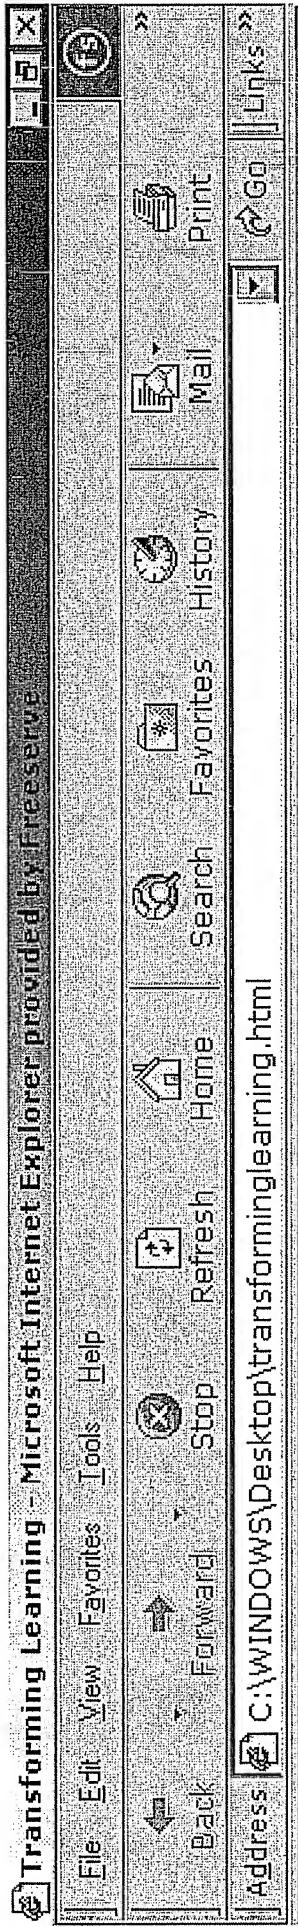 Transforming Learning - Microsoft Internet Explorer provided by Freeserve
File Edit View Favorites Tools Help
fs
Back Forward Stop Refresh Home Search Favorites History Mail Print »
Address C:\WINDOWS\Desktop\transforminglearning.html Go Links »